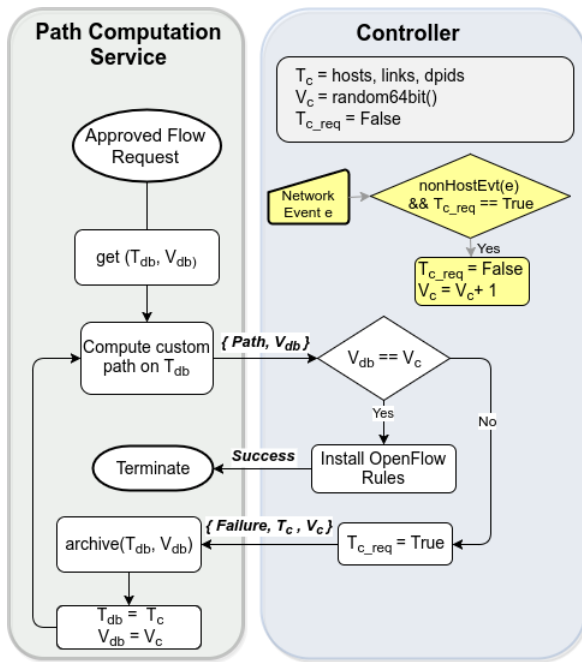 Path Computation
Service
Controller
T_c = hosts, links, dpids
V_c = random64bit()
T_c_req = False
Approved Flow
Request
Network
Event e
nonHostEvt(e)
&& T_c_req == True
Yes
get (T_db, V_db)
T_c_req = False
V_c = V_c+ 1
Compute custom
path on T_db
{ Path, V_db}
V_db == V_c
Yes
No
Terminate
Success
Install OpenFlow
Rules
archive(T_db, V_db)
{ Failure, T_c , V_c }
T_c_req = True
T_db = T_c
V_db = V_c